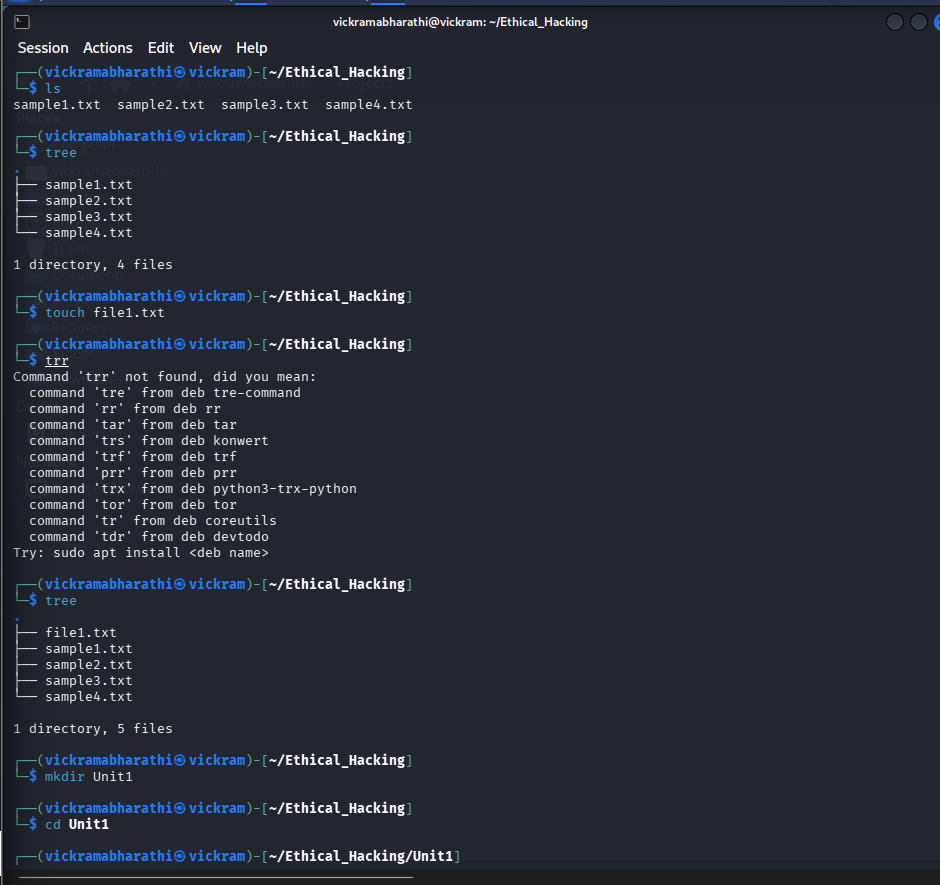 vickramabharathi@vickram: ~/Ethical_Hacking
Session Actions Edit View Help
┌──(vickramabharathi㉿vickram)-[~/Ethical_Hacking]
└─$ ls
sample1.txt  sample2.txt  sample3.txt  sample4.txt
┌──(vickramabharathi㉿vickram)-[~/Ethical_Hacking]
└─$ tree
.
├── sample1.txt
├── sample2.txt
├── sample3.txt
└── sample4.txt
1 directory, 4 files
┌──(vickramabharathi㉿vickram)-[~/Ethical_Hacking]
└─$ touch file1.txt
┌──(vickramabharathi㉿vickram)-[~/Ethical_Hacking]
└─$ trr
Command 'trr' not found, did you mean:
  command 'tre' from deb tre-command
  command 'rr' from deb rr
  command 'tar' from deb tar
  command 'trs' from deb konwert
  command 'trf' from deb trf
  command 'prr' from deb prr
  command 'trx' from deb python3-trx-python
  command 'tor' from deb tor
  command 'tr' from deb coreutils
  command 'tdr' from deb devtodo
Try: sudo apt install <deb name>
┌──(vickramabharathi㉿vickram)-[~/Ethical_Hacking]
└─$ tree
.
├── file1.txt
├── sample1.txt
├── sample2.txt
├── sample3.txt
└── sample4.txt
1 directory, 5 files
┌──(vickramabharathi㉿vickram)-[~/Ethical_Hacking]
└─$ mkdir Unit1
┌──(vickramabharathi㉿vickram)-[~/Ethical_Hacking]
└─$ cd Unit1
┌──(vickramabharathi㉿vickram)-[~/Ethical_Hacking/Unit1]